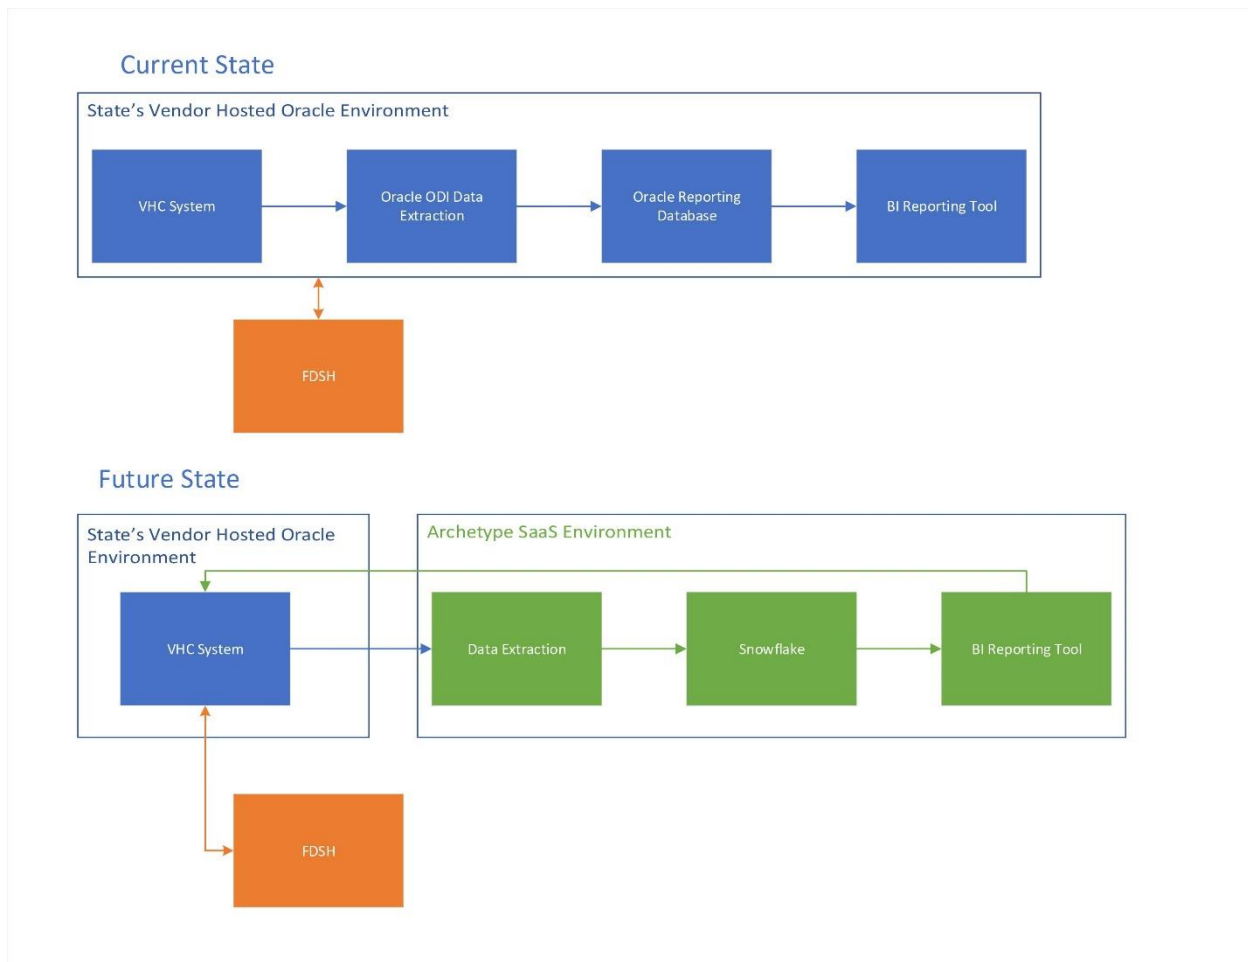 Current State
State's Vendor Hosted Oracle Environment
VHC System
Oracle ODI Data
Extraction
Oracle Reporting
Database
BI Reporting Tool
FDSH
Future State
State's Vendor Hosted Oracle
Environment
Archetype SaaS Environment
VHC System
Data Extraction
Snowflake
BI Reporting Tool
FDSH